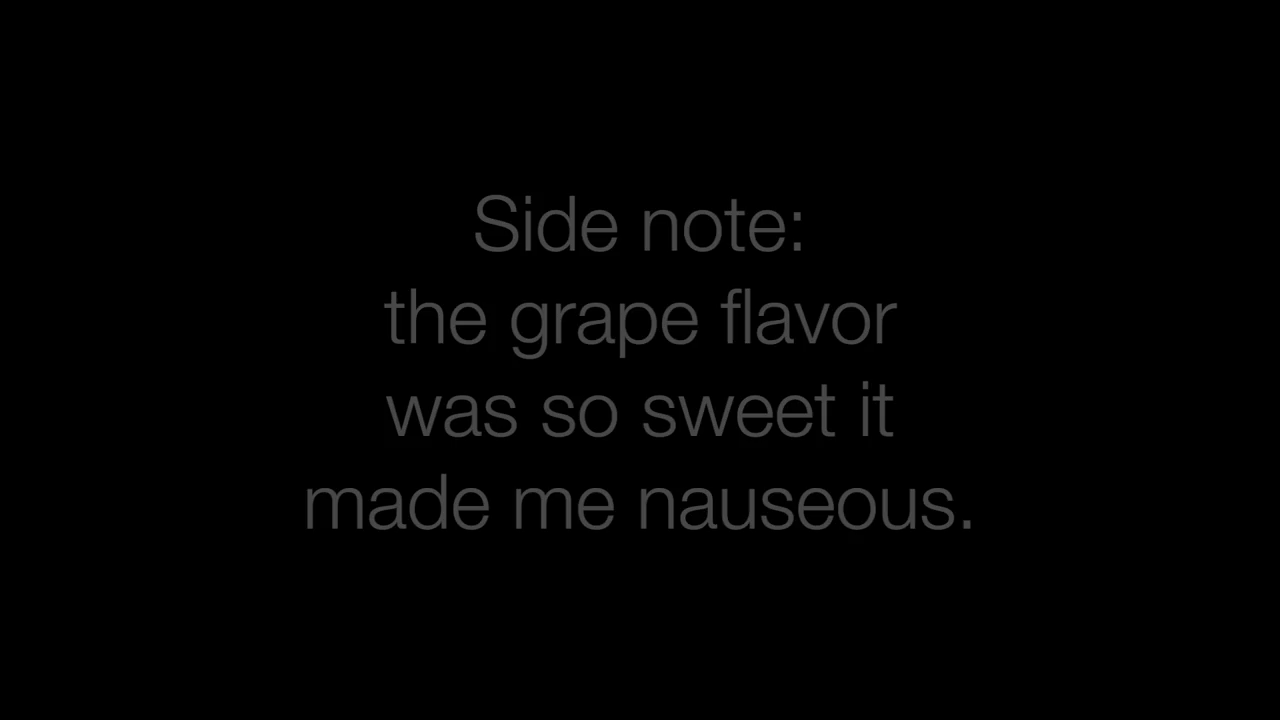 Side note:
the grape flavor
was so sweet it
made me nauseous.